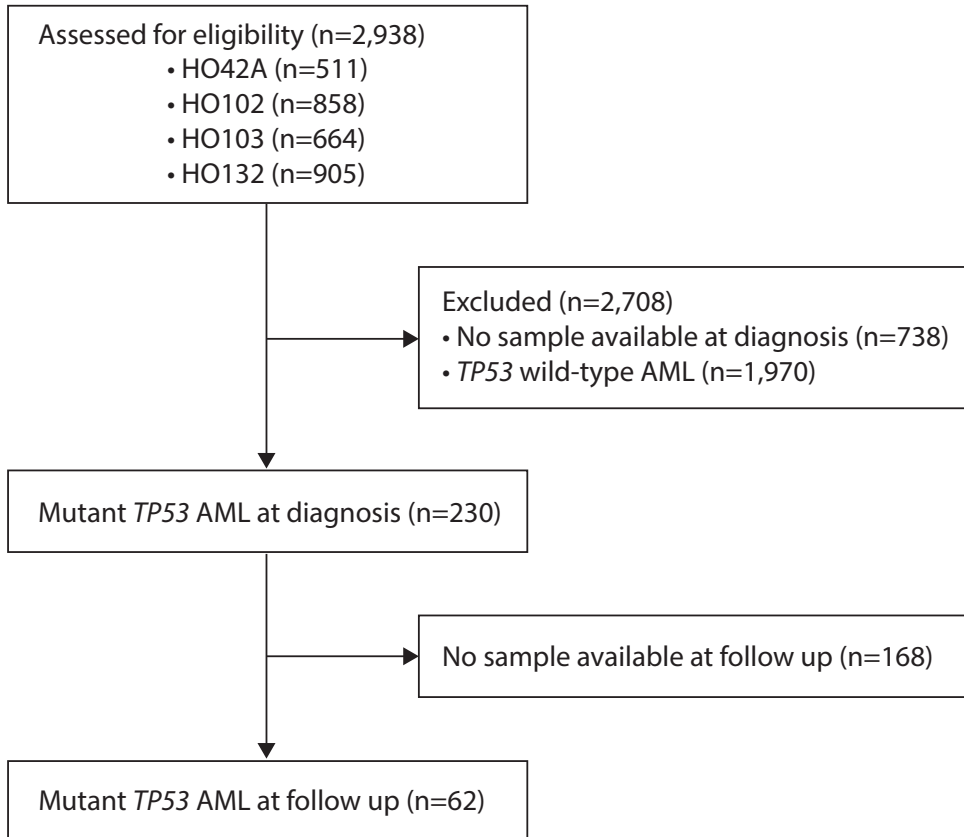 Assessed for eligibility (n=2,938)
• HO42A (n=511)
• HO102 (n=858)
• HO103 (n=664)
• HO132 (n=905)
Excluded (n=2,708)
• No sample available at diagnosis (n=738)
• TP53 wild-type AML (n=1,970)
Mutant TP53 AML at diagnosis (n=230)
No sample available at follow up (n=168)
Mutant TP53 AML at follow up (n=62)